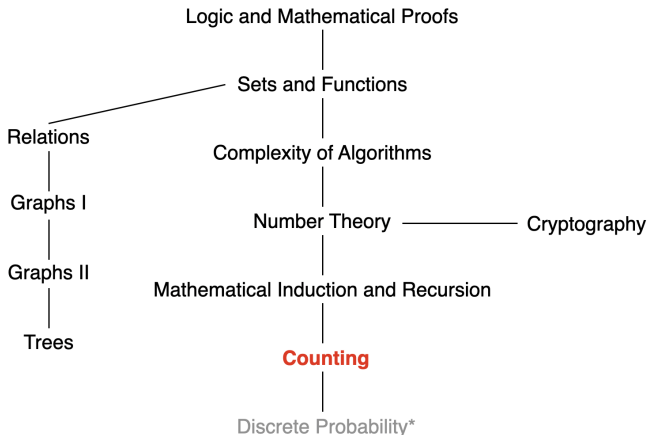 Logic and Mathematical Proofs
Sets and Functions
Relations
Complexity of Algorithms
Graphs I
Number Theory
Cryptography
Graphs II
Mathematical Induction and Recursion
Trees
Counting
Discrete Probability*